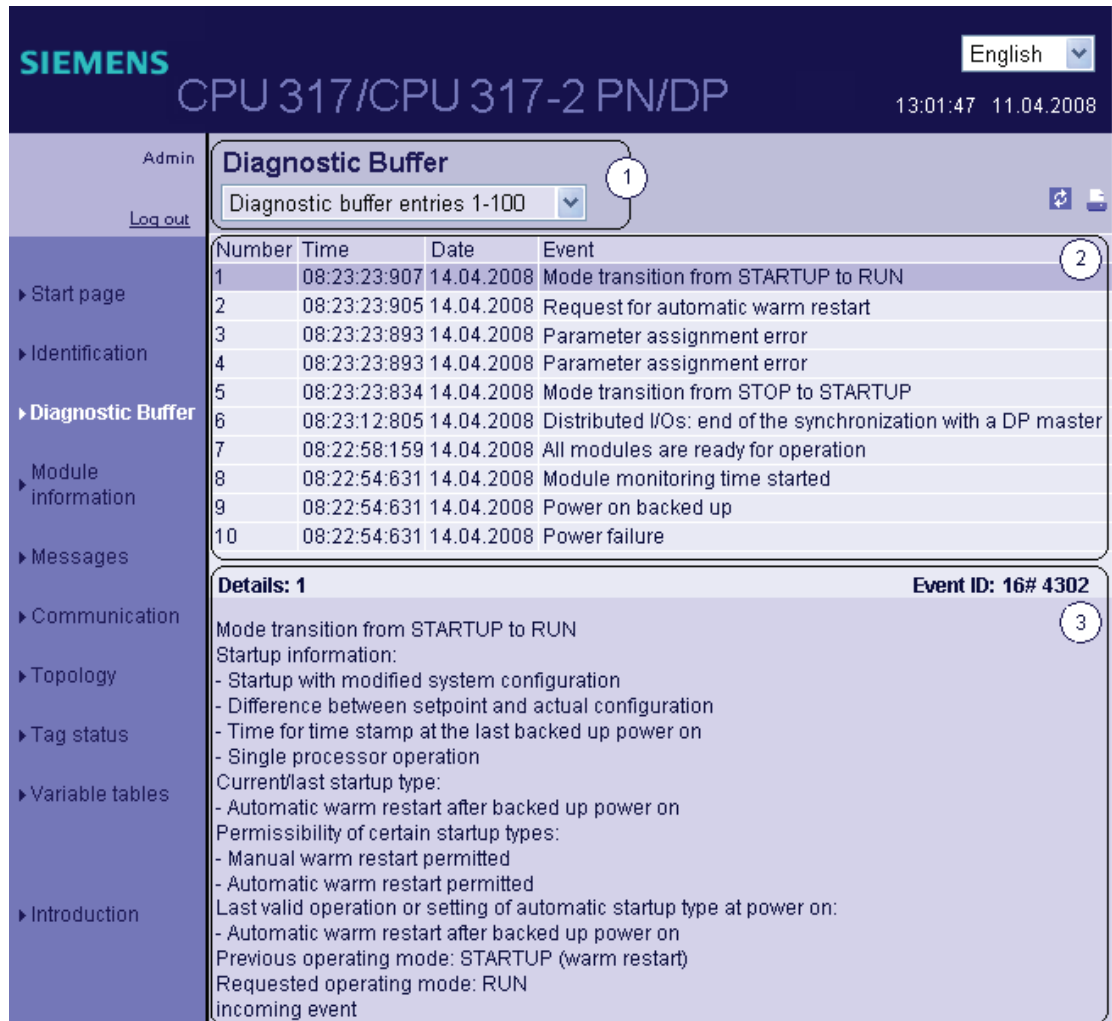 SIEMENS
English
CPU 317/CPU 317-2 PN/DP
13:01:47 11.04.2008
Admin
Log out
Start page
Identification
Diagnostic Buffer
Module
information
Messages
Communication
Topology
Tag status
Variable tables
Introduction
Diagnostic Buffer
1
Diagnostic buffer entries 1-100
Number Time Date Event
2
1 08:23:23:907 14.04.2008 Mode transition from STARTUP to RUN
2 08:23:23:905 14.04.2008 Request for automatic warm restart
3 08:23:23:893 14.04.2008 Parameter assignment error
4 08:23:23:893 14.04.2008 Parameter assignment error
5 08:23:23:834 14.04.2008 Mode transition from STOP to STARTUP
6 08:23:12:805 14.04.2008 Distributed I/Os: end of the synchronization with a DP master
7 08:22:58:159 14.04.2008 All modules are ready for operation
8 08:22:54:631 14.04.2008 Module monitoring time started
9 08:22:54:631 14.04.2008 Power on backed up
10 08:22:54:631 14.04.2008 Power failure
Details: 1 Event ID: 16# 4302
3
Mode transition from STARTUP to RUN
Startup information:
- Startup with modified system configuration
- Difference between setpoint and actual configuration
- Time for time stamp at the last backed up power on
- Single processor operation
Current/last startup type:
- Automatic warm restart after backed up power on
Permissibility of certain startup types:
- Manual warm restart permitted
- Automatic warm restart permitted
Last valid operation or setting of automatic startup type at power on:
- Automatic warm restart after backed up power on
Previous operating mode: STARTUP (warm restart)
Requested operating mode: RUN
incoming event